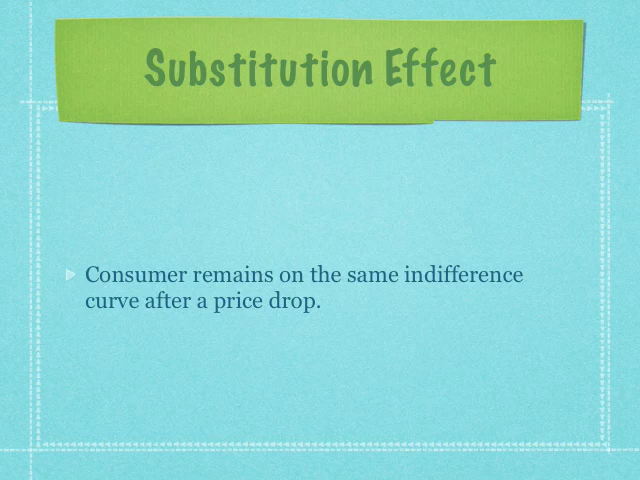 Substitution Effect
Consumer remains on the same indifference
curve after a price drop.